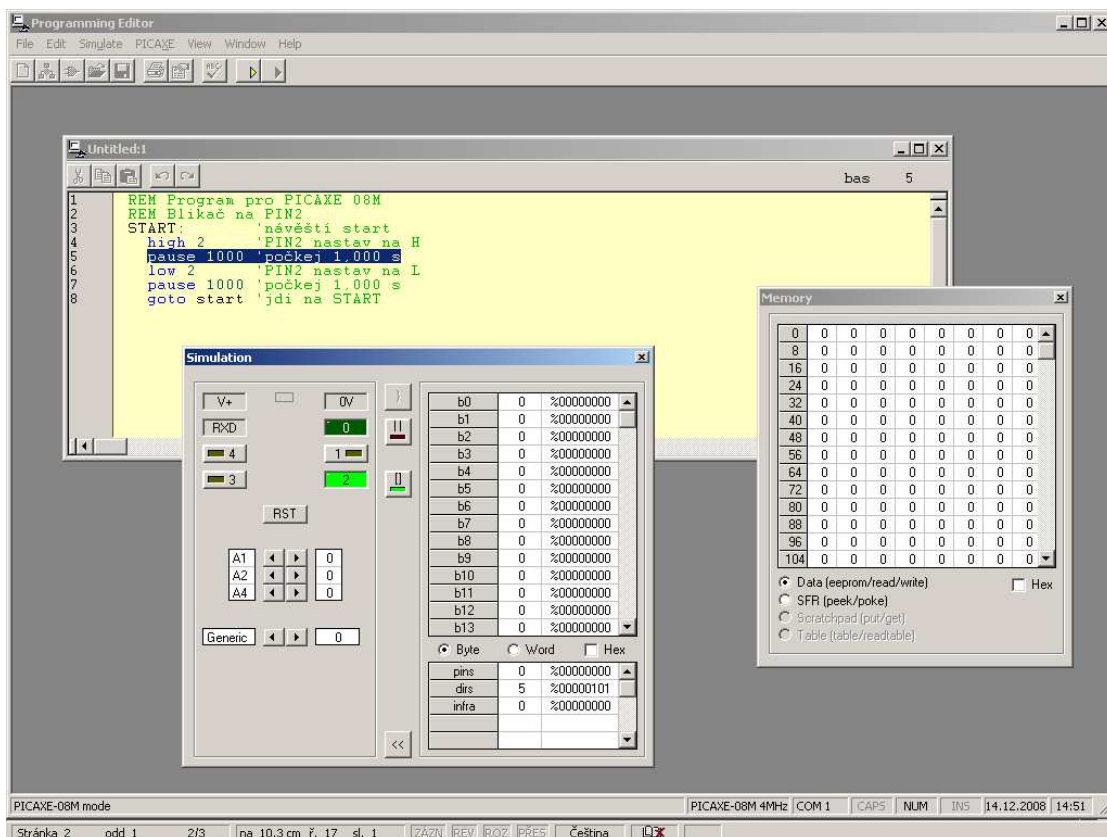 Programming Editor
File Edit Simulate PICAXE View Window Help
Untitled:1
bas 5
1 REM Program pro PICAXE 08M
2 REM Blikač na PIN2
3 START: 'návěští start
4 high 2 'PIN2 nastav na H
5 pause 1000 'počkej 1,000 s
6 low 2 'PIN2 nastav na L
7 pause 1000 'počkej 1,000 s
8 goto start 'jdi na START
Simulation
V+ 0V
RXD 0
4 1
3 2
RST
A1 0
A2 0
A4 0
Generic 0
b0 0 %00000000
b1 0 %00000000
b2 0 %00000000
b3 0 %00000000
b4 0 %00000000
b5 0 %00000000
b6 0 %00000000
b7 0 %00000000
b8 0 %00000000
b9 0 %00000000
b10 0 %00000000
b11 0 %00000000
b12 0 %00000000
b13 0 %00000000
Byte Word Hex
pins 0 %00000000
dirs 5 %00000101
infra 0 %00000000
<<
Memory
0 0 0 0 0 0 0 0 0
8 0 0 0 0 0 0 0 0
16 0 0 0 0 0 0 0 0
24 0 0 0 0 0 0 0 0
32 0 0 0 0 0 0 0 0
40 0 0 0 0 0 0 0 0
48 0 0 0 0 0 0 0 0
56 0 0 0 0 0 0 0 0
64 0 0 0 0 0 0 0 0
72 0 0 0 0 0 0 0 0
80 0 0 0 0 0 0 0 0
88 0 0 0 0 0 0 0 0
96 0 0 0 0 0 0 0 0
104 0 0 0 0 0 0 0 0
Data (eeprom/read/write) Hex
SFR (peek/poke)
Scratchpad (put/get)
Table (table/readtable)
PICAXE-08M mode PICAXE-08M 4MHz COM 1 CAPS NUM INS 14.12.2008 14:51
Stránka 2 odd 1 2/3 na 10,3 cm ř. 17 sl. 1 ZÁZN REV ROZ PŘES Čeština